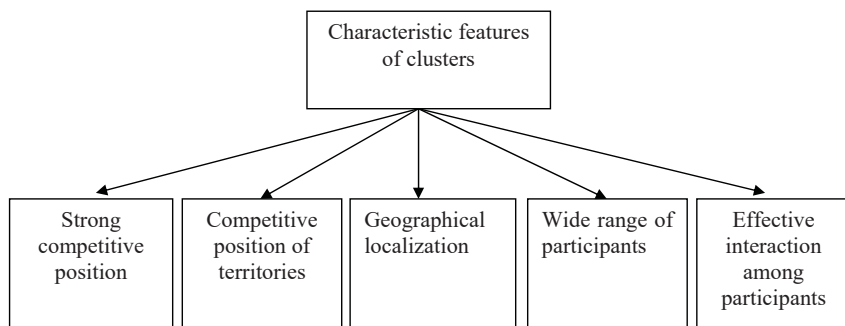 Characteristic features
of clusters
Strong
competitive
position
Competitive
position of
territories
Geographical
localization
Wide range of
participants
Effective
interaction
among
participants